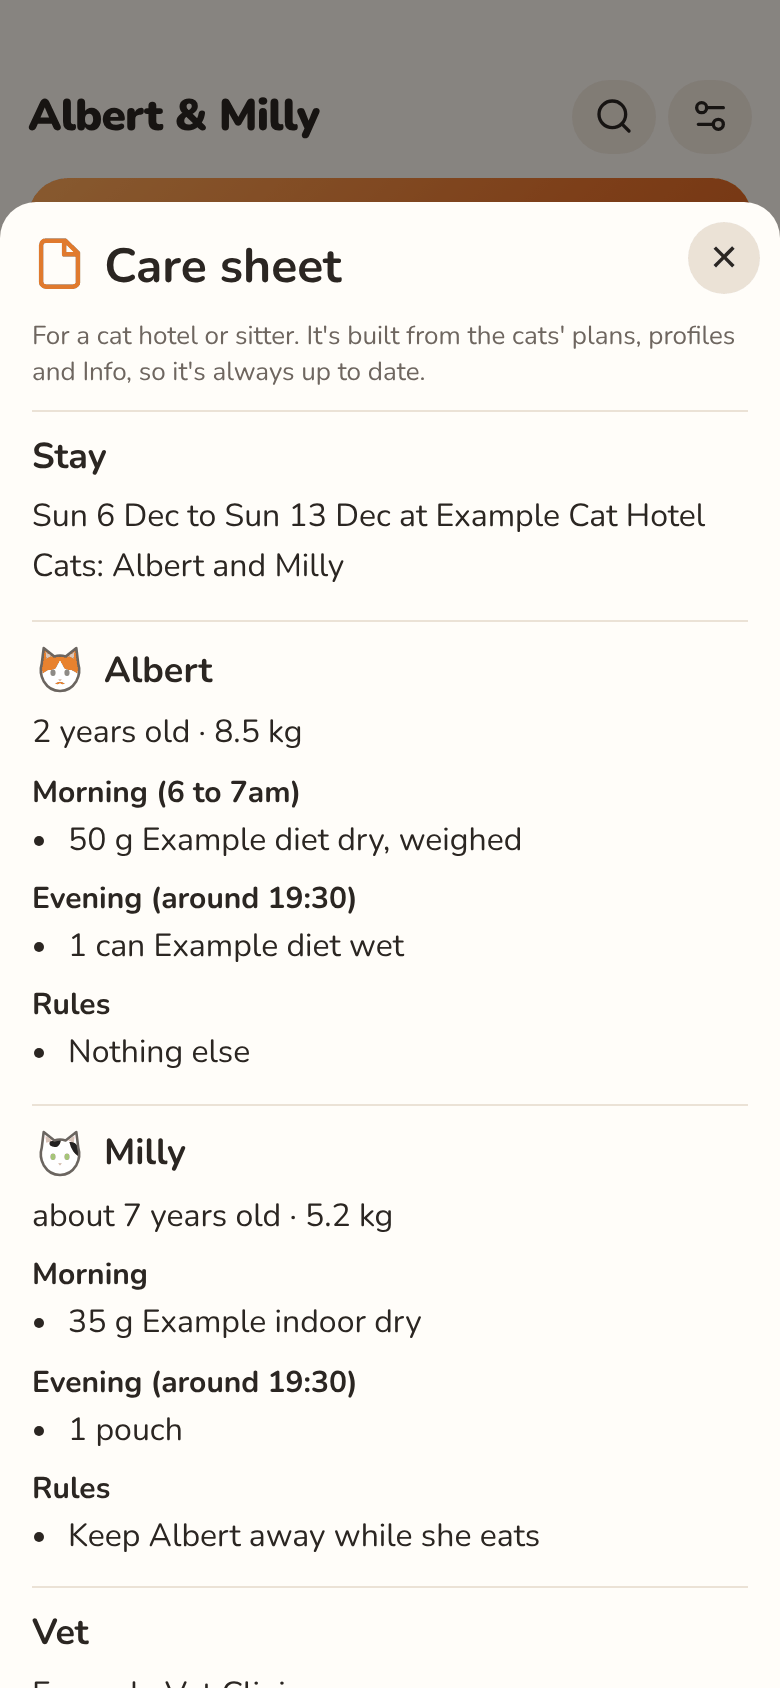 Albert & Milly
Care sheet
For a cat hotel or sitter. It's built from the cats' plans, profiles
and Info, so it's always up to date.
Stay
Sun 6 Dec to Sun 13 Dec at Example Cat Hotel
Cats: Albert and Milly
Albert
2 years old · 8.5 kg
Morning (6 to 7am)
• 50 g Example diet dry, weighed
Evening (around 19:30)
• 1 can Example diet wet
Rules
• Nothing else
Milly
about 7 years old · 5.2 kg
Morning
• 35 g Example indoor dry
Evening (around 19:30)
• 1 pouch
Rules
• Keep Albert away while she eats
Vet